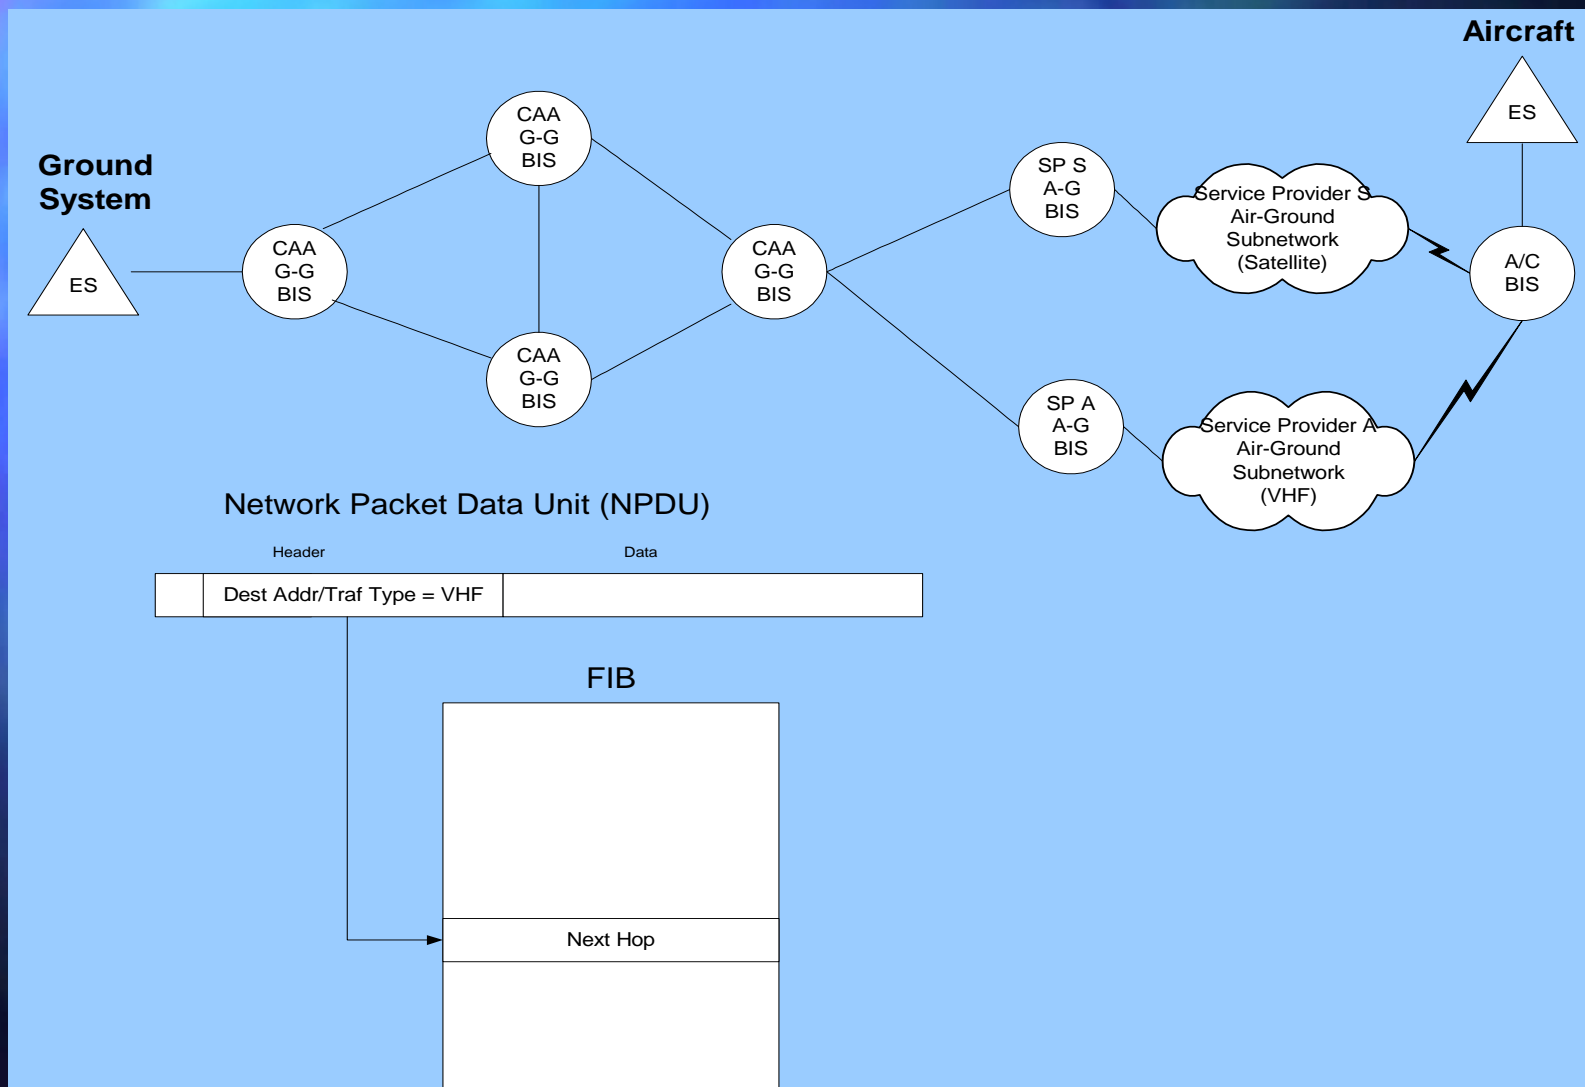 Aircraft
ES
CAA
G-G
BIS
Ground
System
ES
CAA
G-G
BIS
CAA
G-G
BIS
CAA
G-G
BIS
SP S
A-G
BIS
Service Provider S
Air-Ground
Subnetwork
(Satellite)
A/C
BIS
SP A
A-G
BIS
Service Provider A
Air-Ground
Subnetwork
(VHF)
Network Packet Data Unit (NPDU)
Header
Data
Dest Addr/Traf Type = VHF
FIB
Next Hop